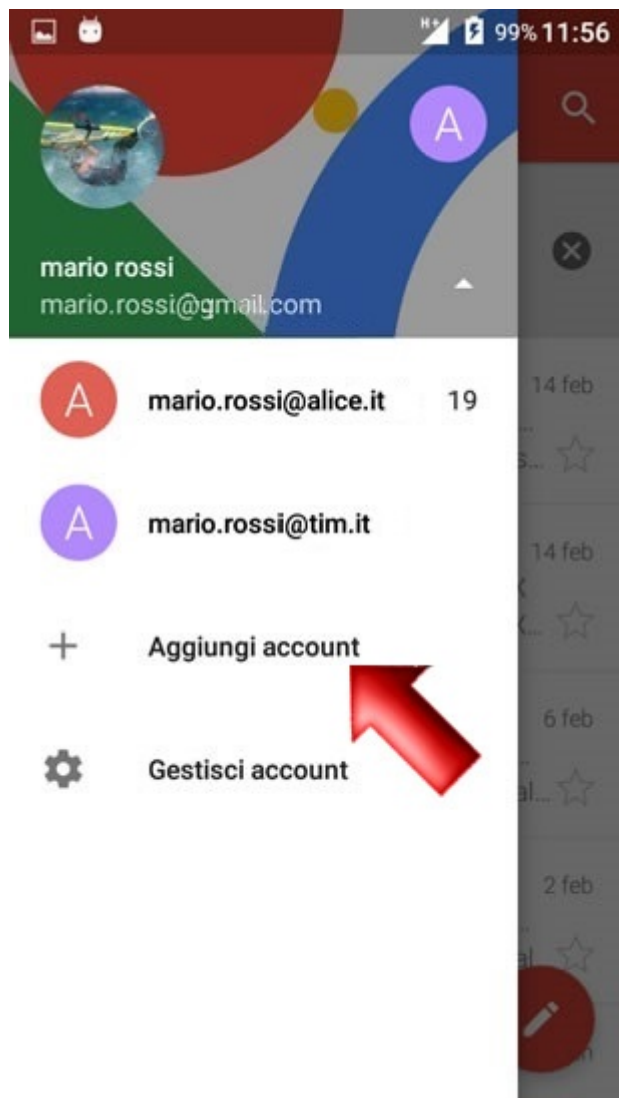 H+ 99% 11:56
A
mario rossi
mario.rossi@gmail.com
A mario.rossi@alice.it 19
A mario.rossi@tim.it
Aggiungi account
Gestisci account
14 feb
14 feb
6 feb
2 feb